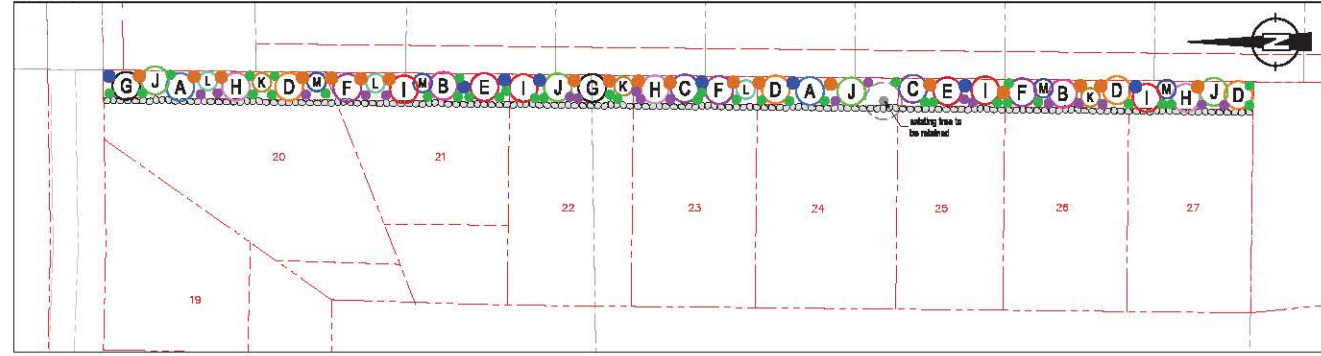 G J A L H K D M F L I M B E I J G K H C F L D A J C E I F M B K D I M H J D
N
existing tree to
be retained
20
21
22
23
24
25
26
27
19